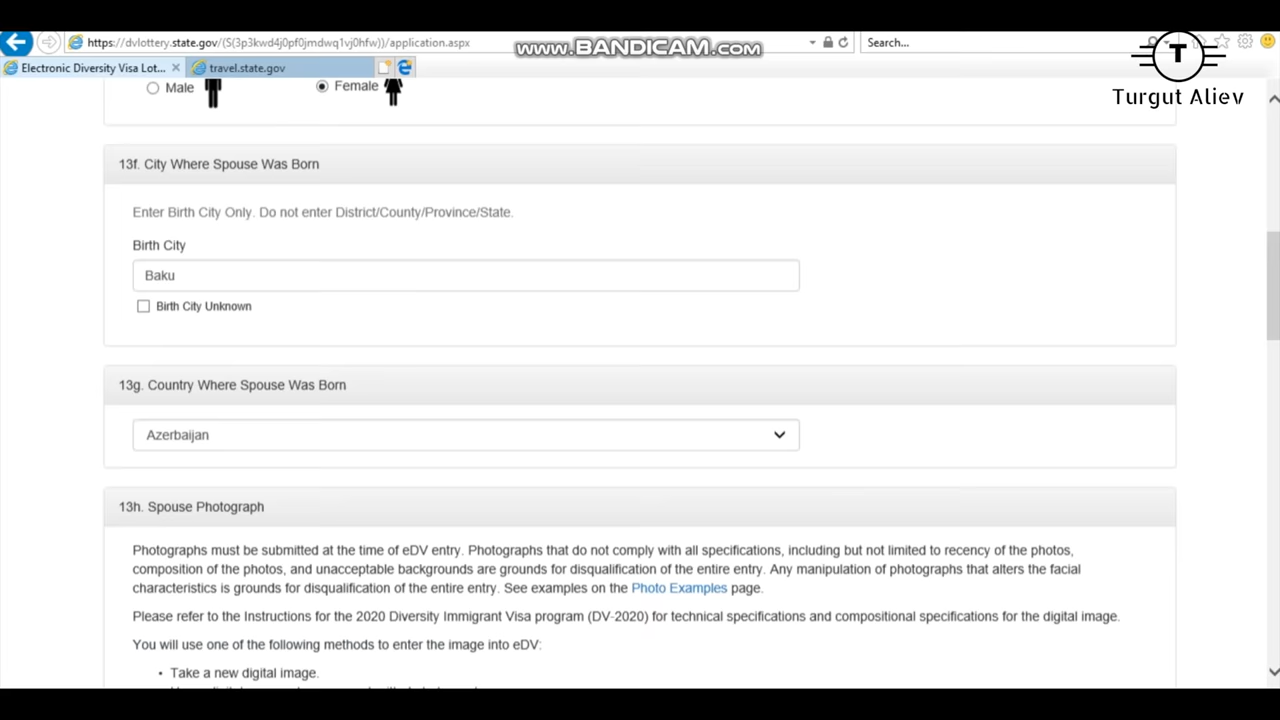 https://dvlottery.state.gov/(S(3p3kwd4j0pf0jmdwq1vj0hfw))/application.aspx
www.BANDICAM.com
Search...
Electronic Diversity Visa Lot...
travel.state.gov
T
Turgut Aliev
Male
Female
13f. City Where Spouse Was Born
Enter Birth City Only. Do not enter District/County/Province/State.
Birth City
Baku
Birth City Unknown
13g. Country Where Spouse Was Born
Azerbaijan
13h. Spouse Photograph
Photographs must be submitted at the time of eDV entry. Photographs that do not comply with all specifications, including but not limited to recency of the photos,
composition of the photos, and unacceptable backgrounds are grounds for disqualification of the entire entry. Any manipulation of photographs that alters the facial
characteristics is grounds for disqualification of the entire entry. See examples on the Photo Examples page.
Please refer to the Instructions for the 2020 Diversity Immigrant Visa program (DV-2020) for technical specifications and compositional specifications for the digital image.
You will use one of the following methods to enter the image into eDV:
• Take a new digital image.